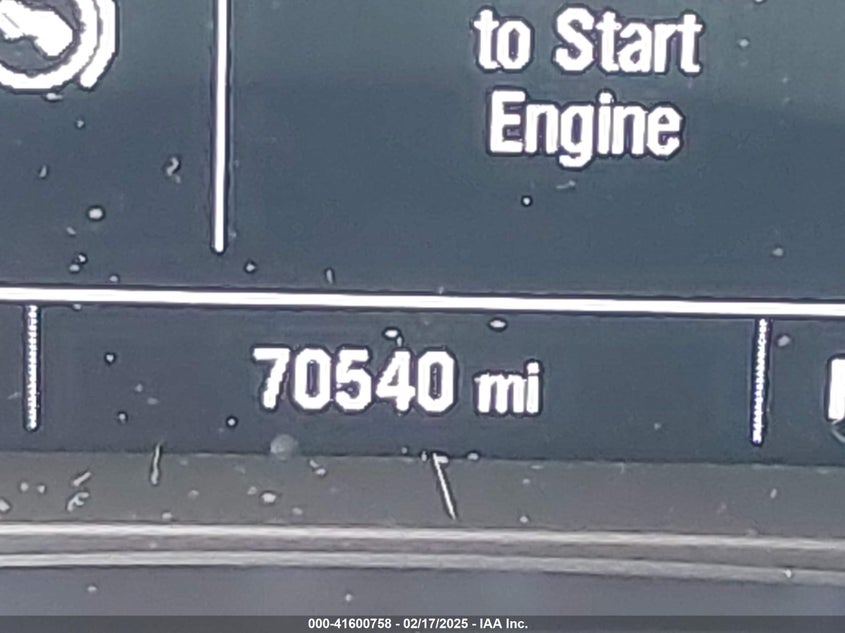 to Start
Engine
70540 mi
000-41600758 - 02/17/2025 - IAA Inc.